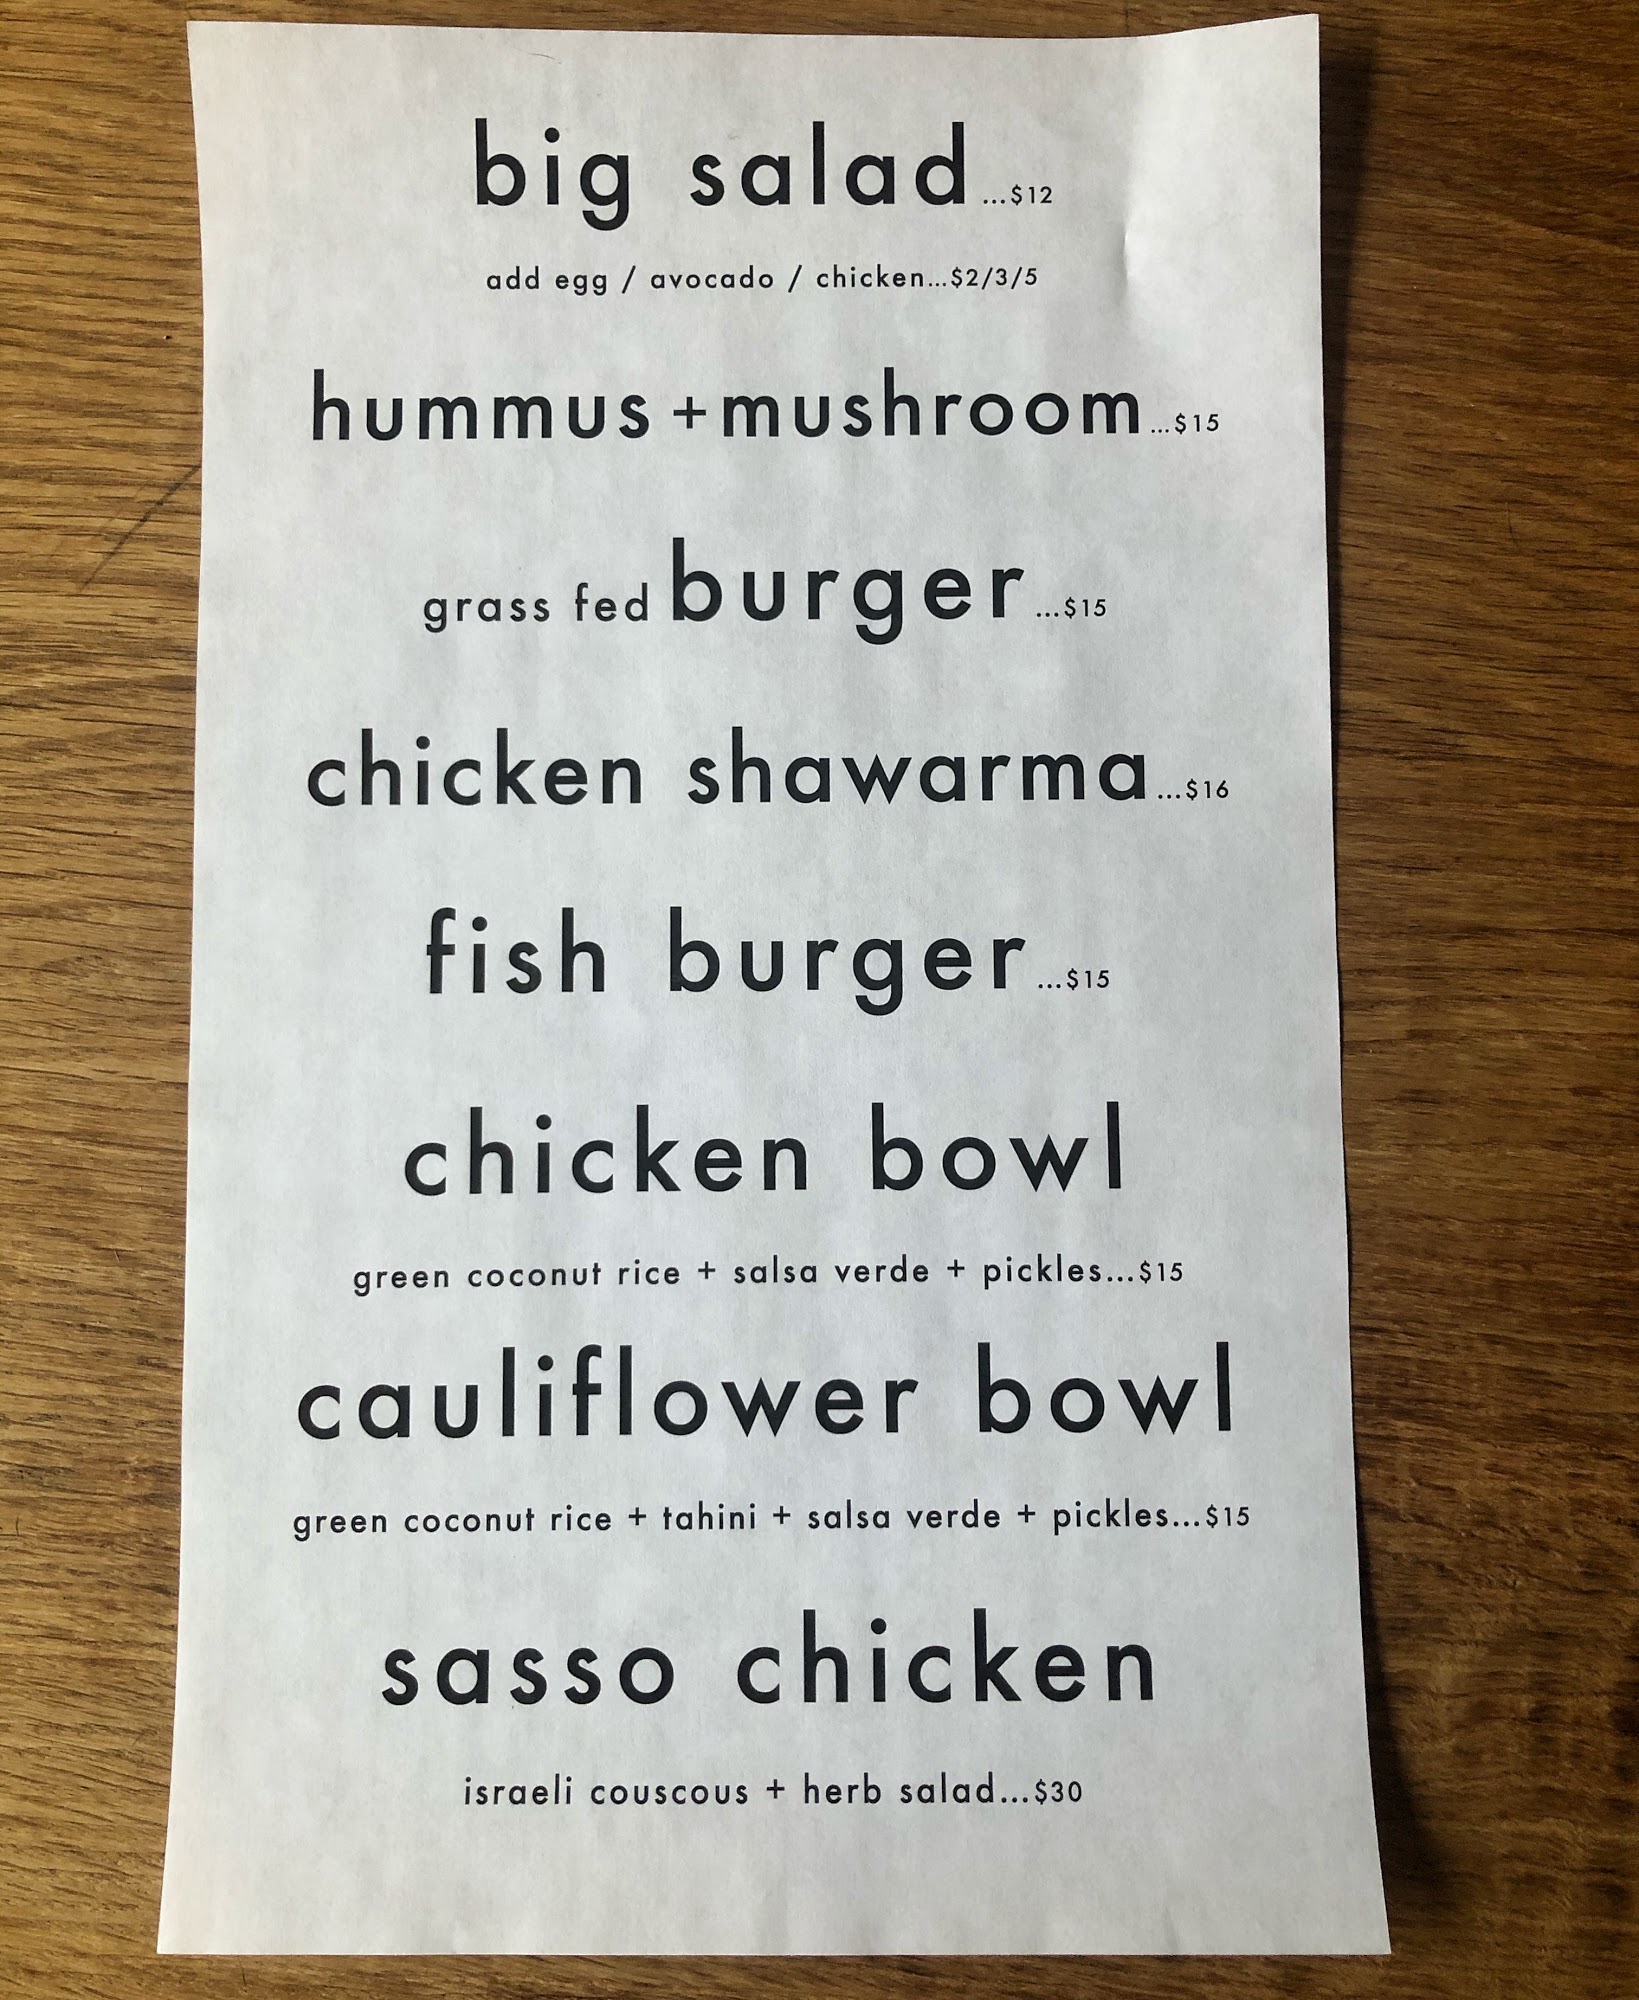 big salad...$12
add egg / avocado / chicken...$2/3/5
hummus + mushroom...$15
grass fed burger...$15
chicken shawarma...$16
fish burger...$15
chicken bowl
green coconut rice + salsa verde + pickles...$15
cauliflower bowl
green coconut rice + tahini + salsa verde + pickles...$15
sasso chicken
israeli couscous + herb salad...$30